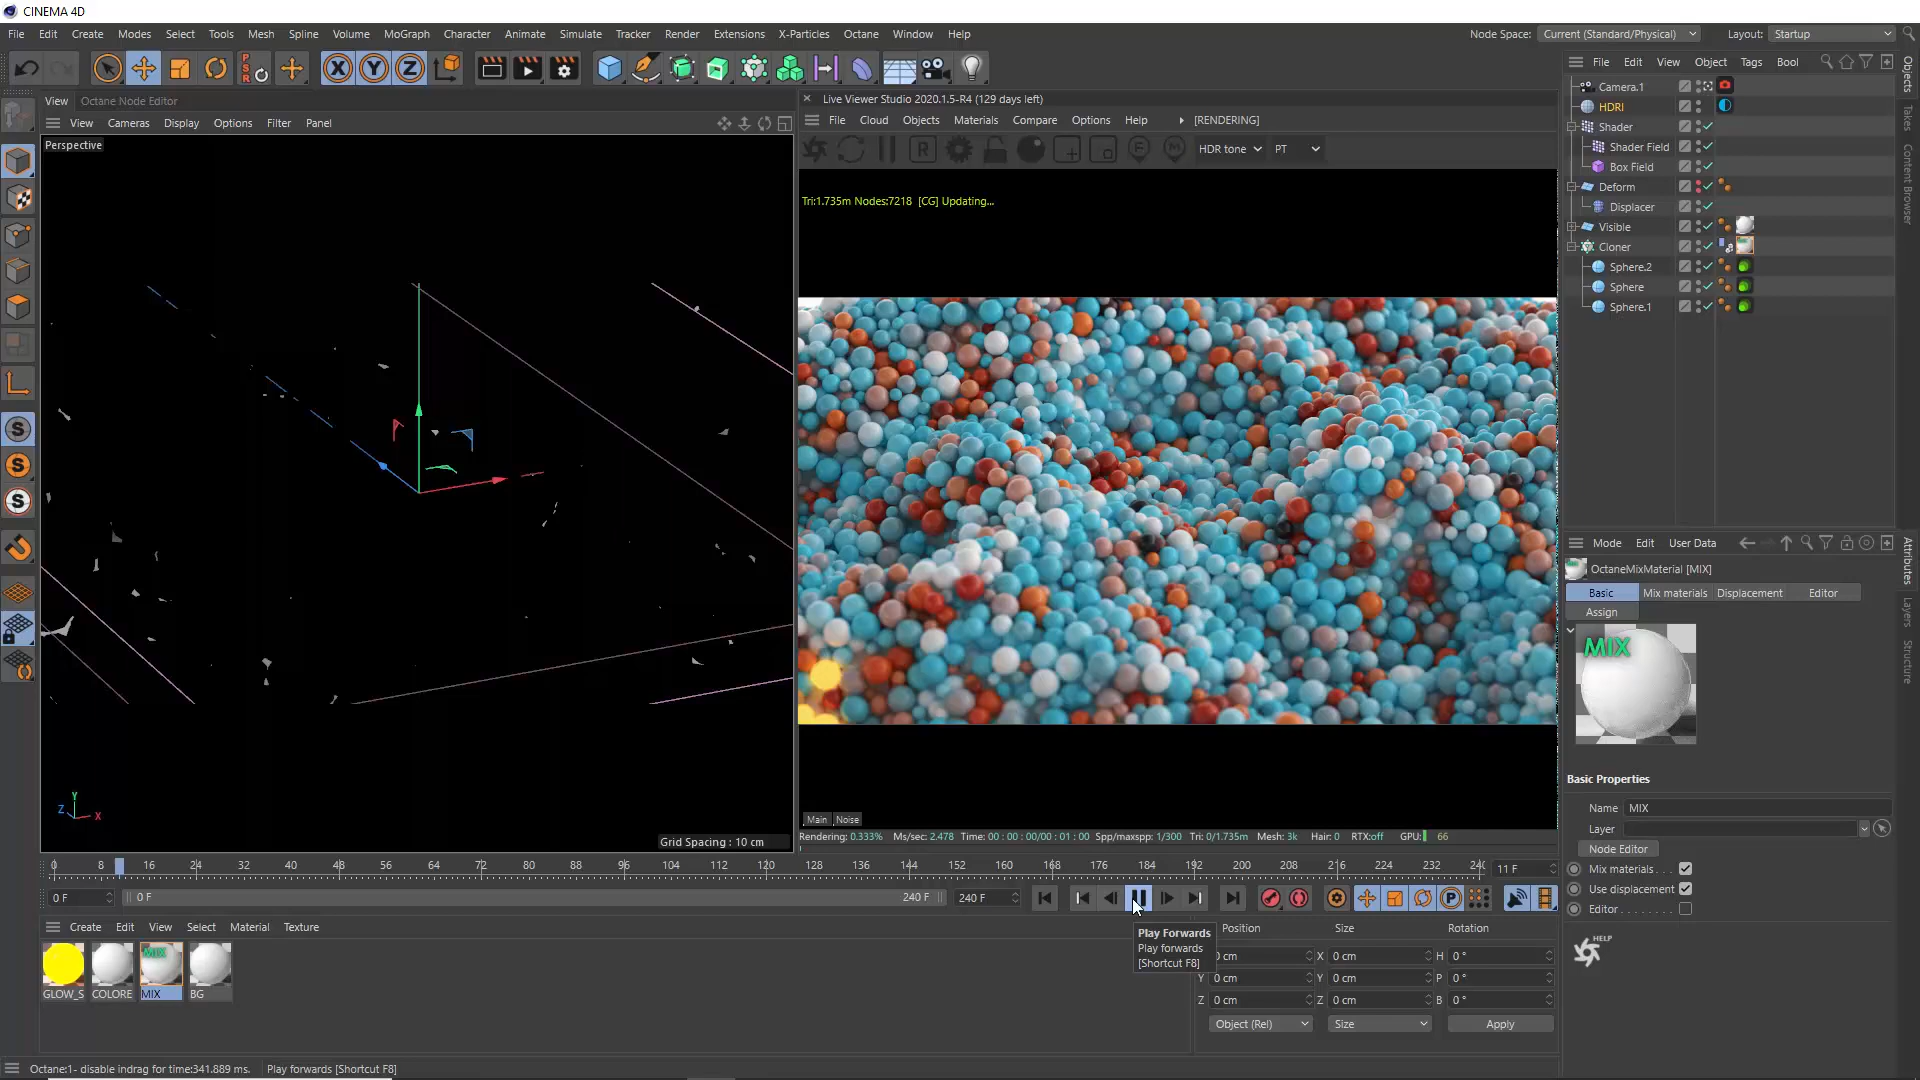 CINEMA 4D
File Edit Create Modes Select Tools Mesh Spline Volume MoGraph Character Animate Simulate Tracker Render Extensions X-Particles Octane Window Help
Node Space: Current (Standard/Physical) Layout: Startup
File Edit View Object Tags Bool
View Octane Node Editor
Live Viewer Studio 2020.1.5-R4 (129 days left)
View Cameras Display Options Filter Panel
File Cloud Objects Materials Compare Options Help [RENDERING]
HDR tone PT
Perspective
Tri:1.735m Nodes:7218 [CG] Updating...
Camera.1
HDRI
Shader
Shader Field
Box Field
Deform
Displacer
Visible
Cloner
Sphere.2
Sphere
Sphere.1
Objects
Takes
Content Browser
Attributes
Layers
Structure
Mode Edit User Data
OctaneMixMaterial [MIX]
Basic Mix materials Displacement Editor
Assign
MIX
Basic Properties
Name MIX
Layer
Node Editor
Mix materials . . .
Use displacement
Editor . . . . . . . .
HELP
X
Y
Z
Grid Spacing : 10 cm
Main Noise
Rendering: 0.333% Ms/sec: 2.478 Time: 00 : 00 : 00/00 : 01 : 00 Spp/maxspp: 1/300 Tri: 0/1.735m Mesh: 3k Hair: 0 RTX:off GPU: 66
0 8 16 24 32 40 48 56 64 72 80 88 96 104 112 120 128 136 144 152 160 168 176 184 192 200 208 216 224 232 24
11 F
0 F 0 F 240 F 240 F
Play Forwards
Play forwards
[Shortcut F8]
Create Edit View Select Material Texture
GLOW_S COLORE MIX BG
Position Size Rotation
0 cm X 0 cm H 0 °
Y 0 cm Y 0 cm P 0 °
Z 0 cm Z 0 cm B 0 °
Object (Rel) Size Apply
Octane:1- disable indrag for time:341.889 ms. Play forwards [Shortcut F8]